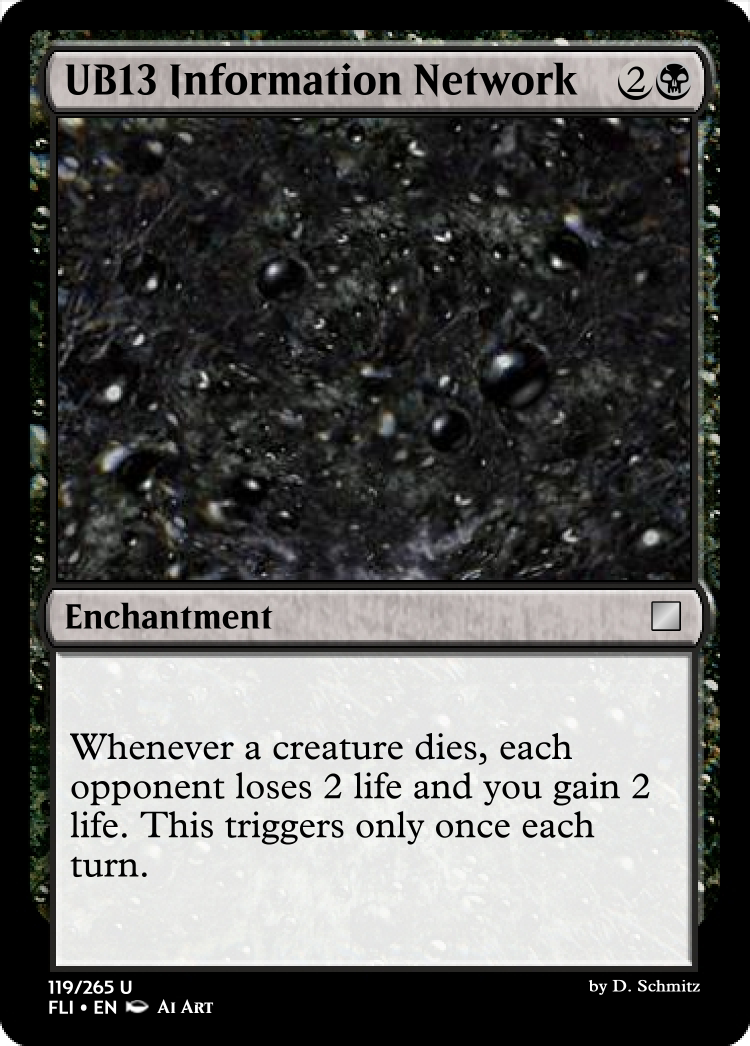 UB13 Information Network 2
Enchantment
Whenever a creature dies, each
opponent loses 2 life and you gain 2
life. This triggers only once each
turn.
119/265 U
by D. Schmitz
FLI • EN AI ART